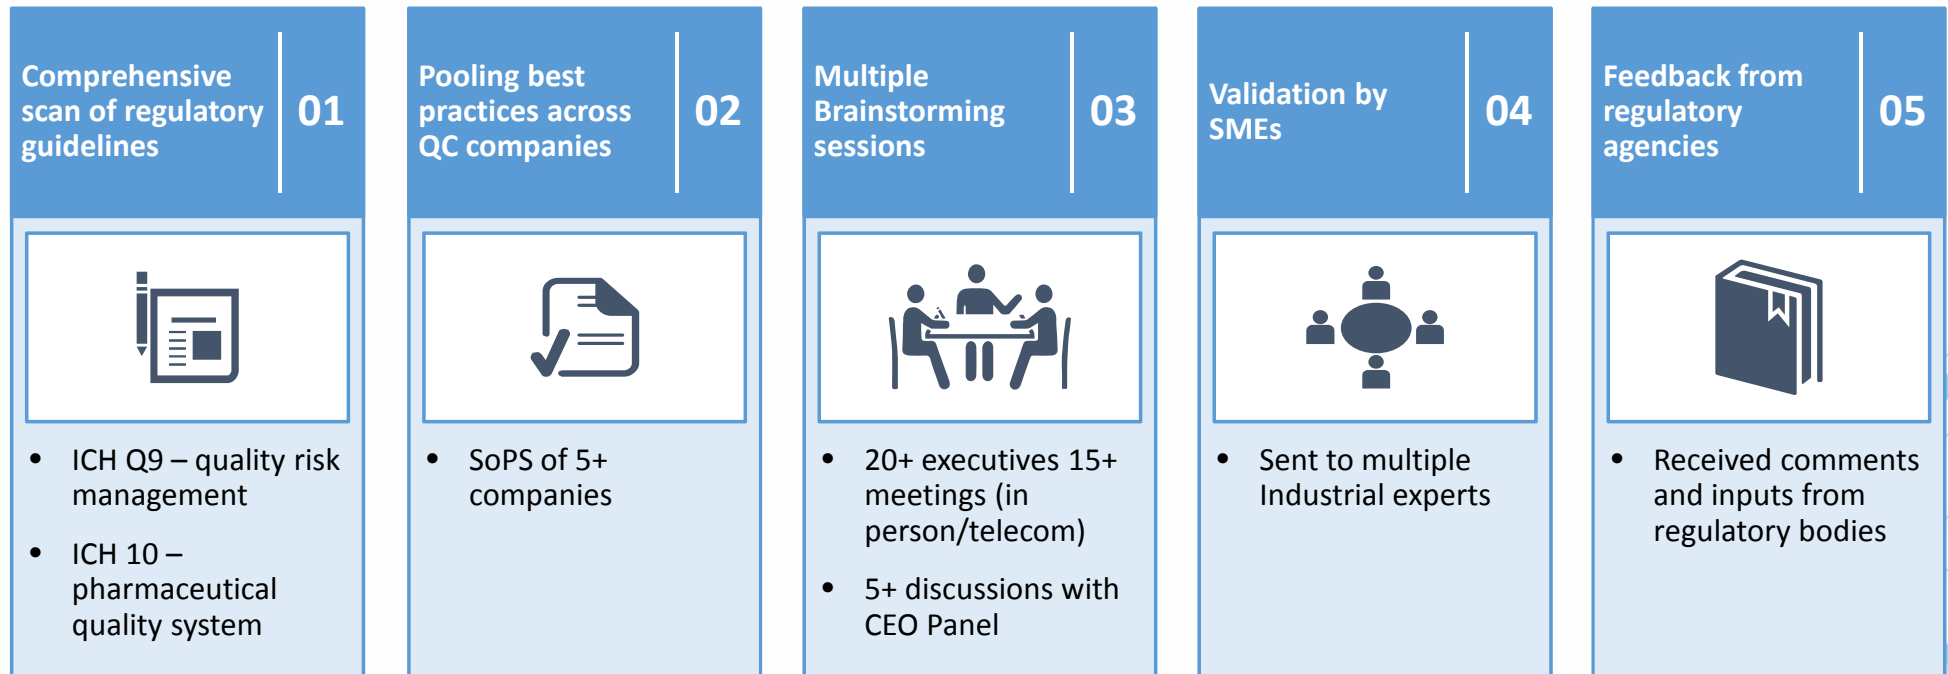 Comprehensive
scan of regulatory
guidelines
01
• ICH Q9 – quality risk
management
• ICH 10 –
pharmaceutical
quality system
Pooling best
practices across
QC companies
02
• SoPS of 5+
companies
Multiple
Brainstorming
sessions
03
• 20+ executives 15+
meetings (in
person/telecom)
• 5+ discussions with
CEO Panel
Validation by
SMEs
04
• Sent to multiple
Industrial experts
Feedback from
regulatory
agencies
05
• Received comments
and inputs from
regulatory bodies